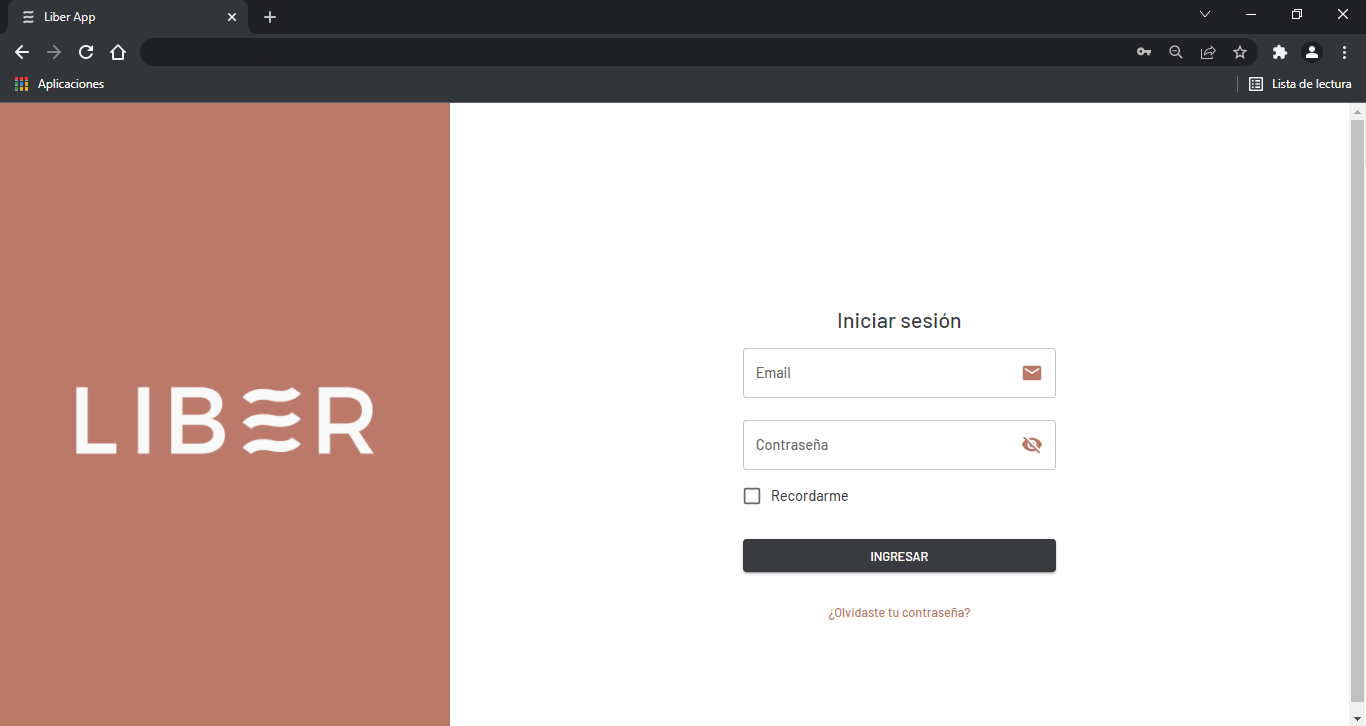 Liber App
Aplicaciones
Lista de lectura
LIBER
Iniciar sesión
Email
Contraseña
Recordarme
INGRESAR
¿Olvidaste tu contraseña?